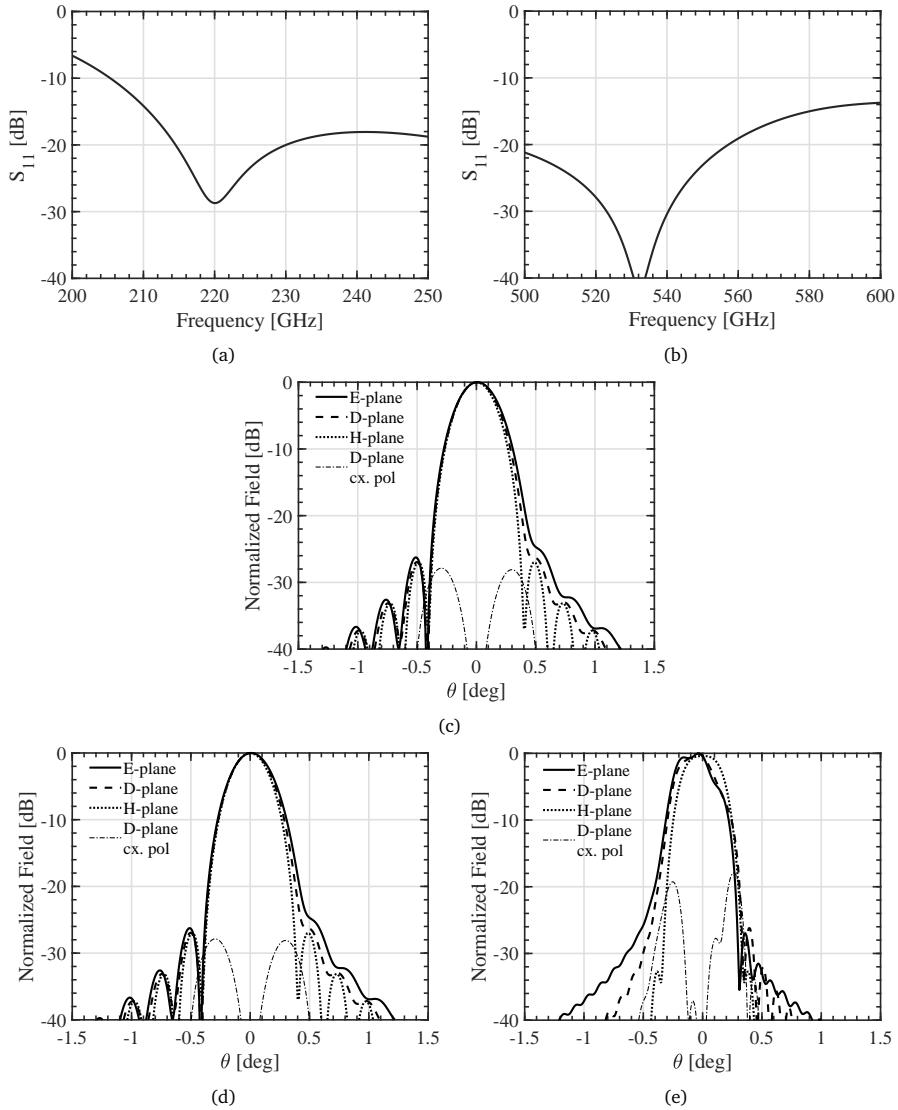 0
-10
-20
-30
-40
S11 [dB]
200 210 220 230 240 250
Frequency [GHz]
(a)
0
-10
-20
-30
-40
S11 [dB]
500 520 540 560 580 600
Frequency [GHz]
(b)
0
-10
-20
-30
-40
Normalized Field [dB]
E-plane
D-plane
H-plane
D-plane
cx. pol
-1.5 -1 -0.5 0 0.5 1 1.5
θ [deg]
(c)
0
-10
-20
-30
-40
Normalized Field [dB]
E-plane
D-plane
H-plane
D-plane
cx. pol
-1.5 -1 -0.5 0 0.5 1 1.5
θ [deg]
(d)
0
-10
-20
-30
-40
Normalized Field [dB]
E-plane
D-plane
H-plane
D-plane
cx. pol
-1.5 -1 -0.5 0 0.5 1 1.5
θ [deg]
(e)